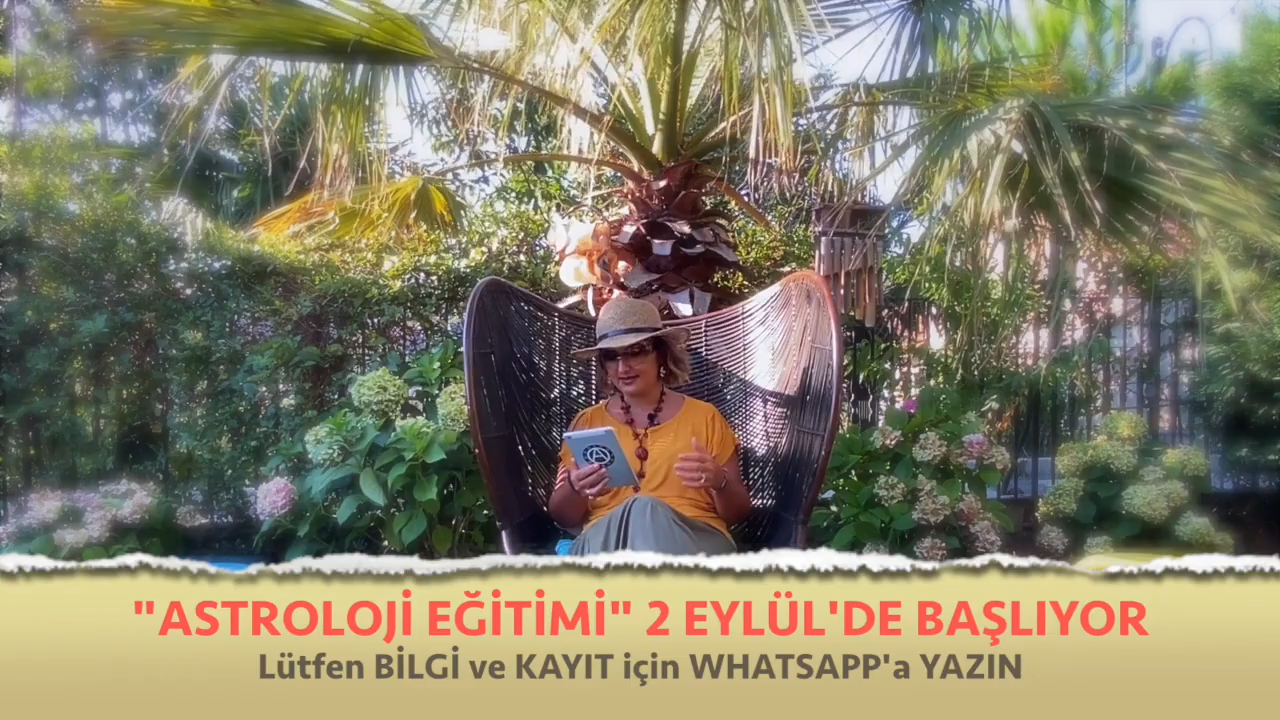 "ASTROLOJİ EĞİTİMİ" 2 EYLÜL'DE BAŞLIYOR
Lütfen BİLGİ ve KAYIT için WHATSAPP'a YAZIN